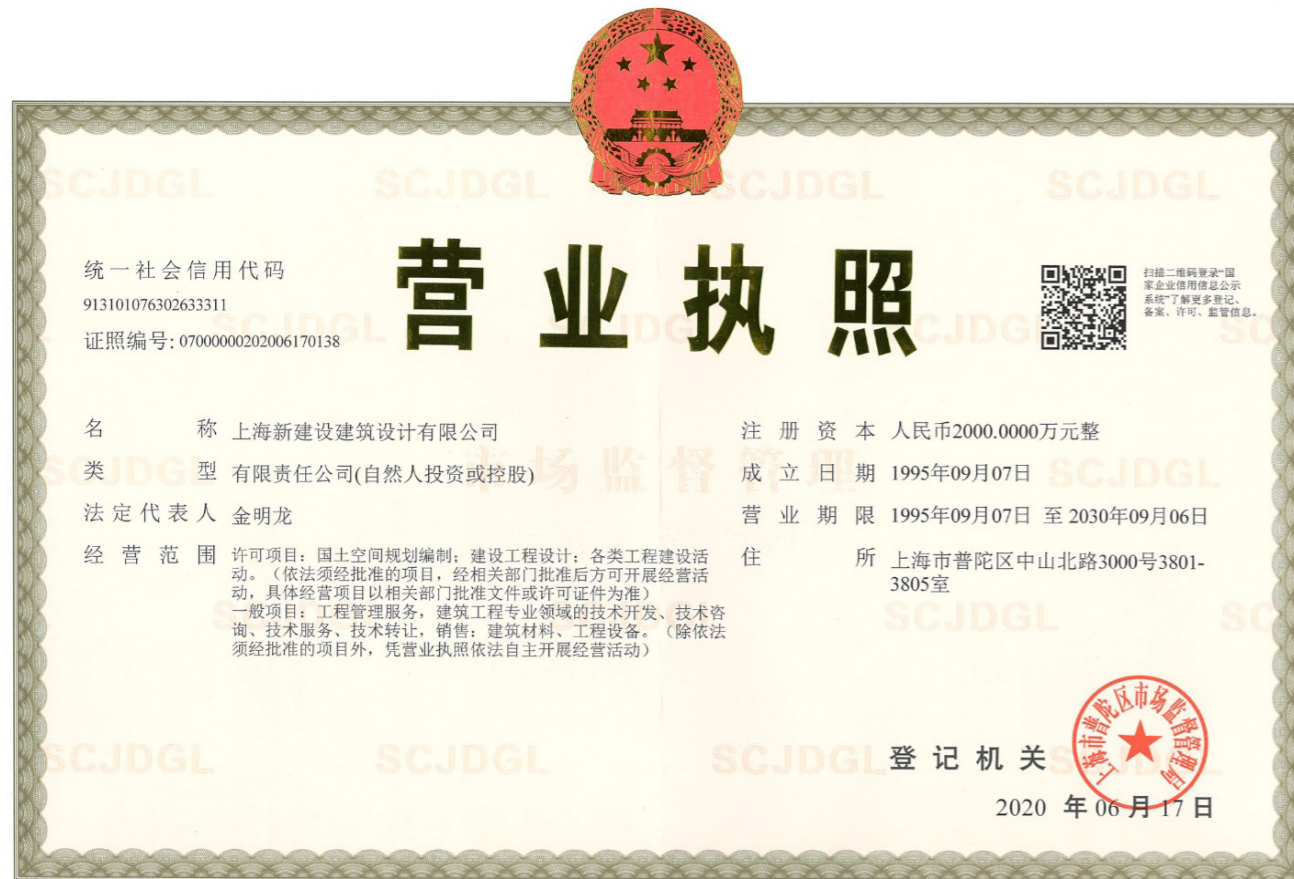 营业执照
统一社会信用代码
913101076302633311
证照编号: 07000000202006170138
扫描二维码登录“国
家企业信用信息公示
系统”了解更多登记、
备案、许可、监管信息。
名称 上海新建设建筑设计有限公司
类型 有限责任公司(自然人投资或控股)
法定代表人 金明龙
经营范围 许可项目：国土空间规划编制；建设工程设计；各类工程建设活
动。（依法须经批准的项目，经相关部门批准后方可开展经营活
动，具体经营项目以相关部门批准文件或许可证件为准）
一般项目：工程管理服务，建筑工程专业领域的技术开发、技术咨
询、技术服务、技术转让，销售：建筑材料、工程设备。（除依法
须经批准的项目外，凭营业执照依法自主开展经营活动）
注册资本 人民币2000.0000万元整
成立日期 1995年09月07日
营业期限 1995年09月07日 至 2030年09月06日
住所 上海市普陀区中山北路3000号3801-
3805室
登记机关
上海市普陀区市场监督管理局
2020 年 06 月 17 日
SCJDGL
市场监督管理